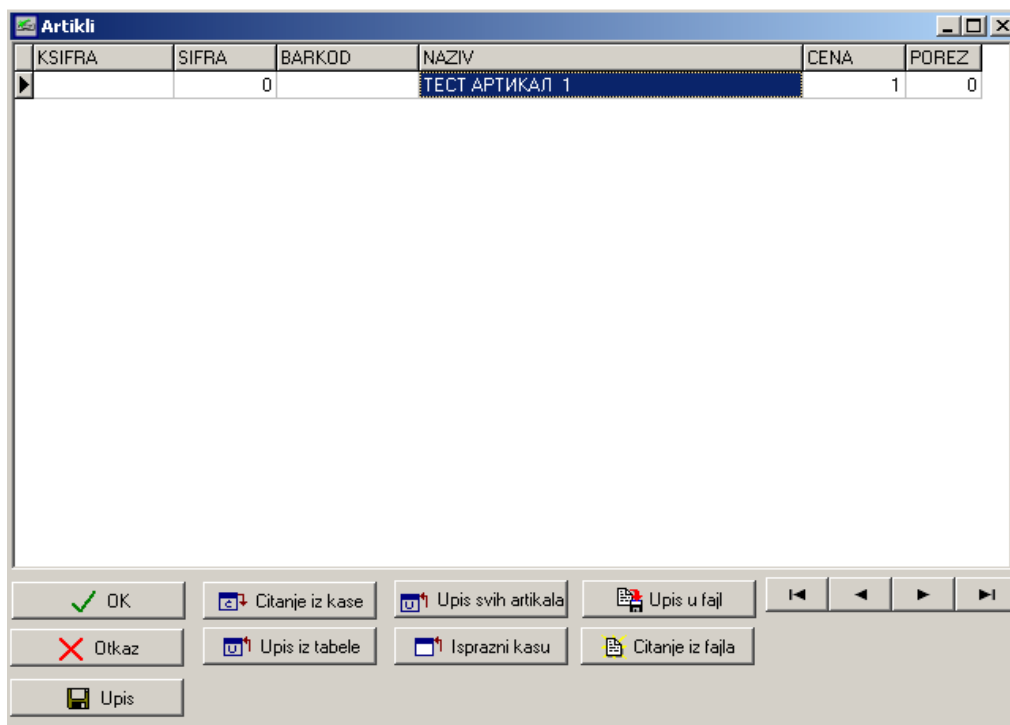 Artikli
KSIFRA SIFRA BARKOD NAZIV CENA POREZ
0 ТЕСТ АРТИКАЛ 1 1 0
OK Citanje iz kase Upis svih artikala Upis u fajl
Otkaz Upis iz tabele Isprazni kasu Citanje iz fajla
Upis